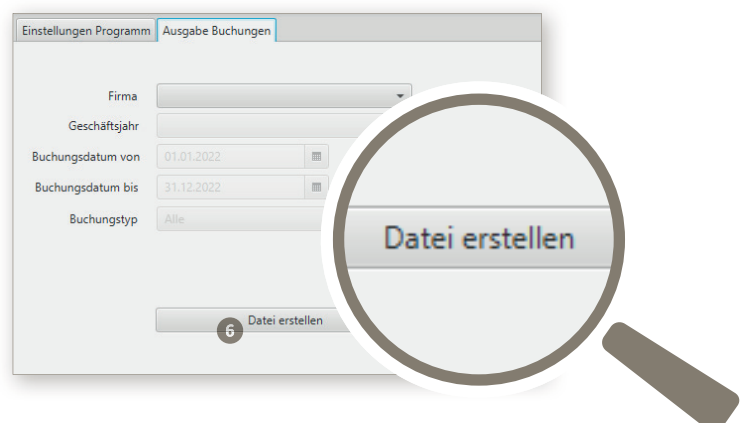 Einstellungen Programm Ausgabe Buchungen
Firma
Geschäftsjahr
Buchungsdatum von 01.01.2022
Buchungsdatum bis 31.12.2022
Buchungstyp Alle
Datei erstellen
6 Datei erstellen